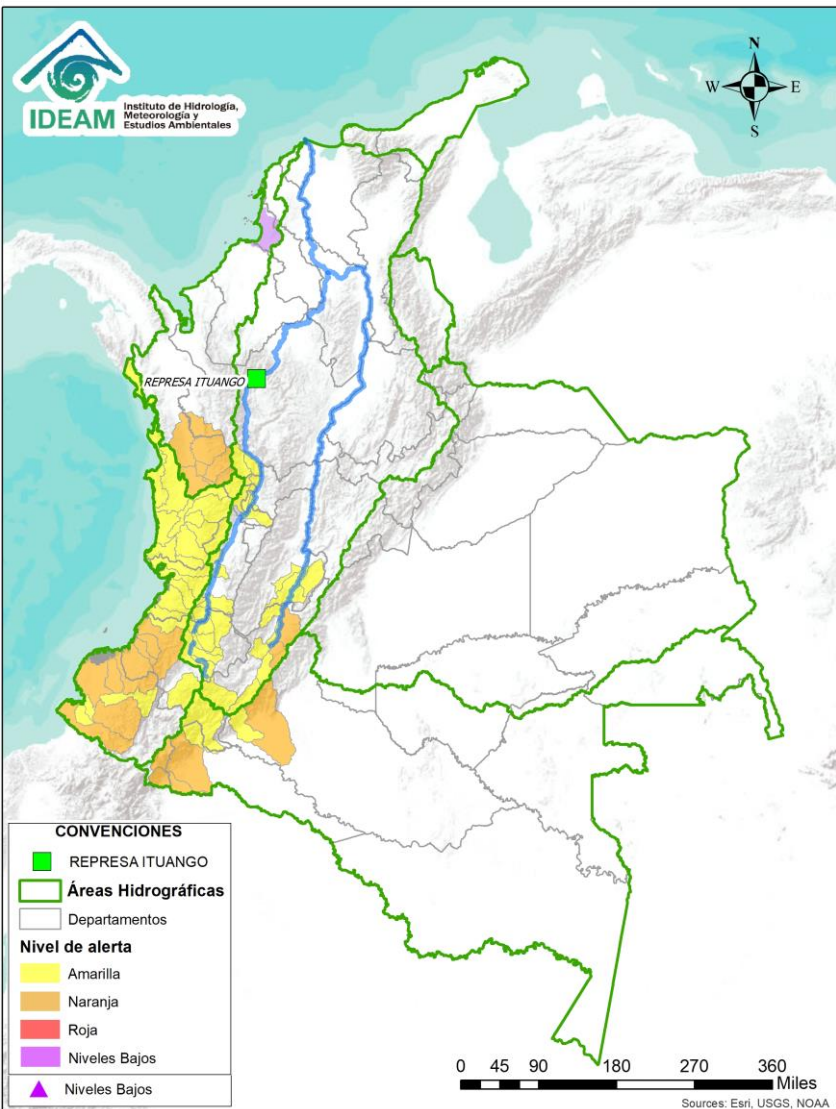 IDEAM
Instituto de Hidrología,
Meteorología y
Estudios Ambientales
N
W
E
S
REPRESA ITUANGO
CONVENCIONES
REPRESA ITUANGO
Áreas Hidrográficas
Departamentos
Nivel de alerta
Amarilla
Naranja
Roja
Niveles Bajos
Niveles Bajos
0 45 90 180 270 360
Miles
Sources: Esri, USGS, NOAA